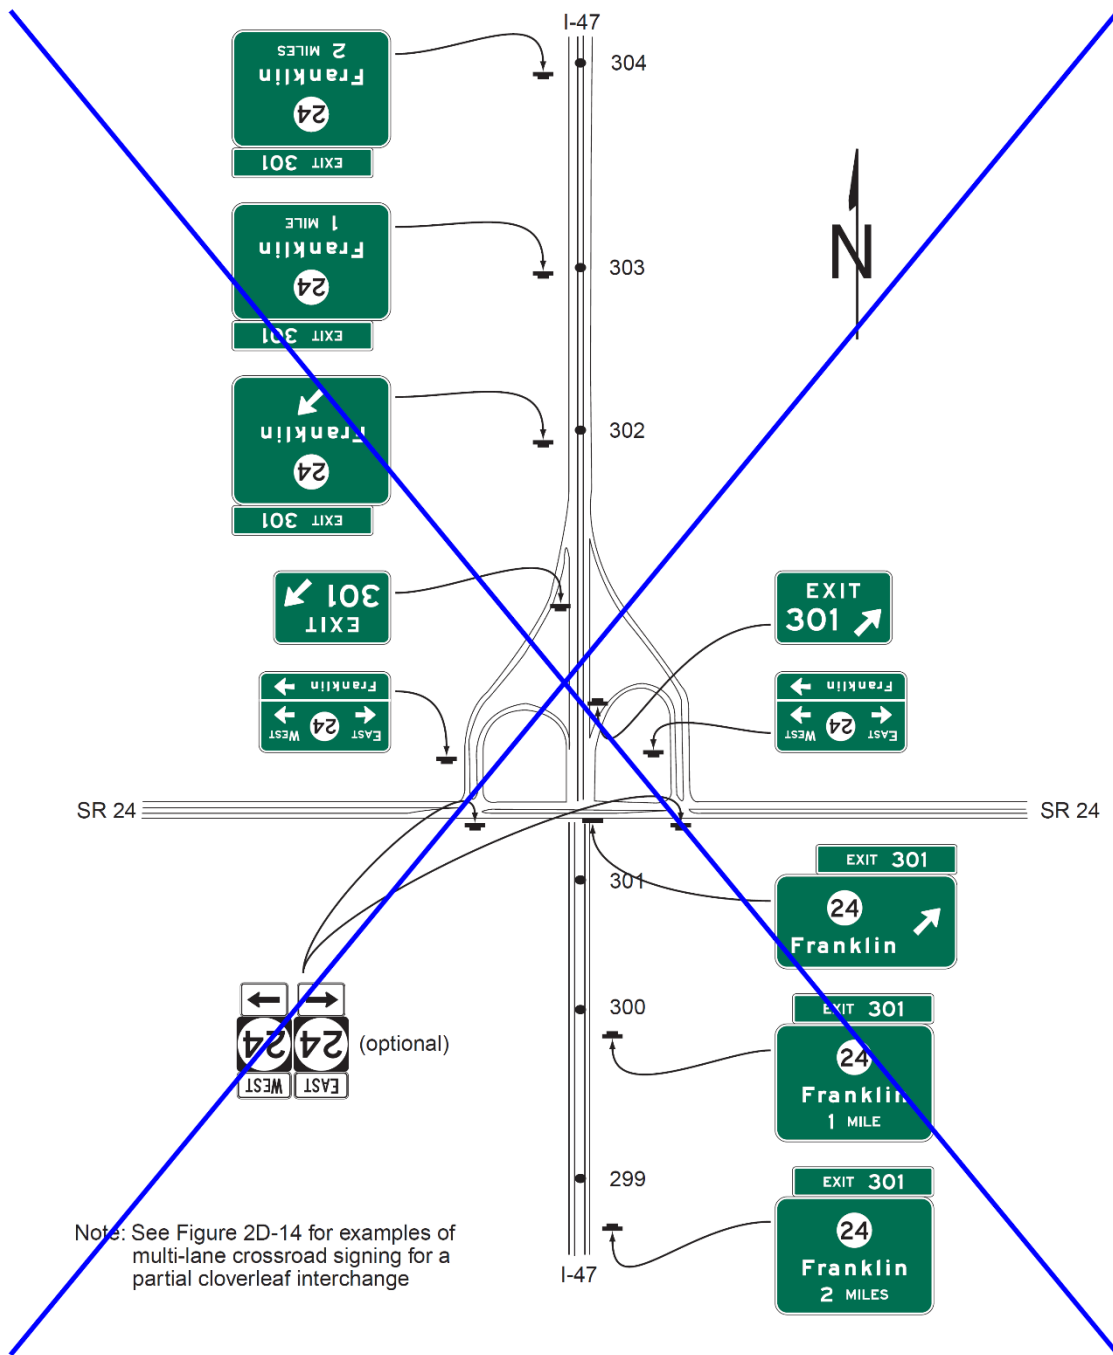 I-47
304
2 MILES
Franklin
24
EXIT 301
N
303
1 MILE
Franklin
24
EXIT 301
302
Franklin
24
EXIT 301
EXIT
301
EXIT
301
Franklin
EAST 24 WEST
Franklin
EAST 24 WEST
SR 24
SR 24
301
EXIT 301
24
Franklin
300
EXIT 301
24
Franklin
1 MILE
24 24
WEST EAST
(optional)
299
EXIT 301
24
Franklin
2 MILES
Note: See Figure 2D-14 for examples of
multi-lane crossroad signing for a
partial cloverleaf interchange
I-47